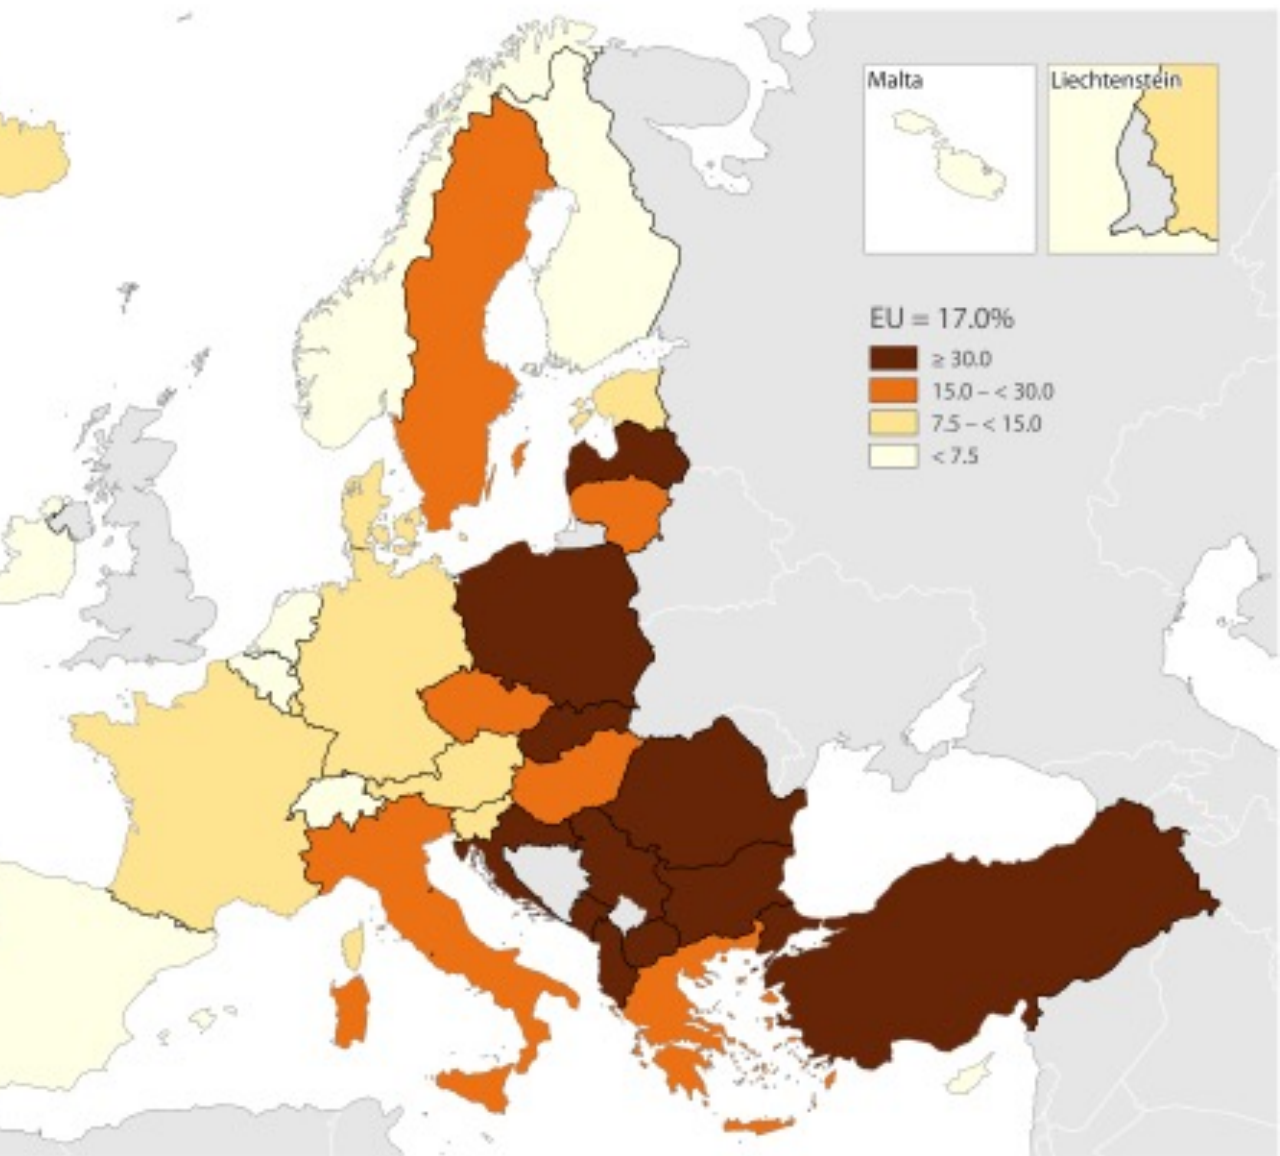 Malta
Liechtenstein
EU = 17.0%
≥ 30.0
15.0 – < 30.0
7.5 – < 15.0
< 7.5